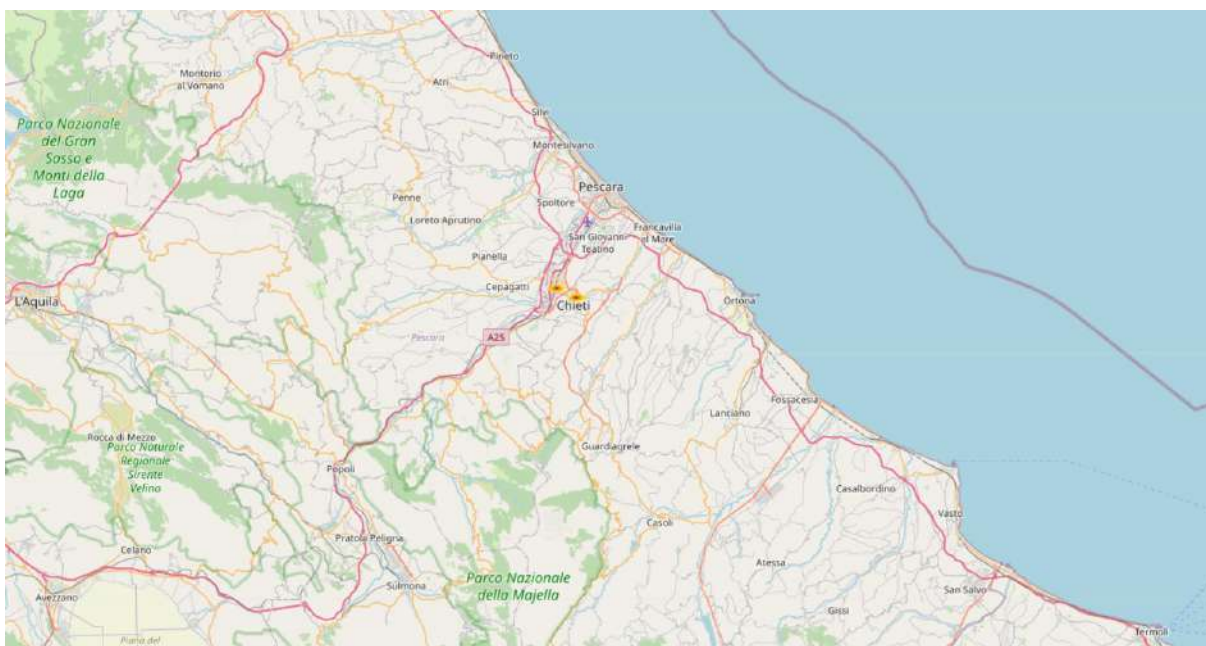 Pineto
Montorio
al Vomano
Atri
Silvi
Parco Nazionale
del Gran
Sasso e
Monti della
Laga
Montesilvano
Pescara
Penne
Spoltore
Loreto Aprutino
Francavilla
al Mare
San Giovanni
Teatino
Pianella
Cepagatti
L'Aquila
Chieti
Ortona
A25
Pescara
Fossacesia
Lanciano
Rocca di Mezzo
Parco Naturale
Regionale
Sirente
Velino
Guardiagrele
Popoli
Casalbordino
Vasto
Casoli
Pratola Peligna
Celano
Atessa
Parco Nazionale
della Majella
Sulmona
San Salvo
Avezzano
Gissi
Termoli
Piana del